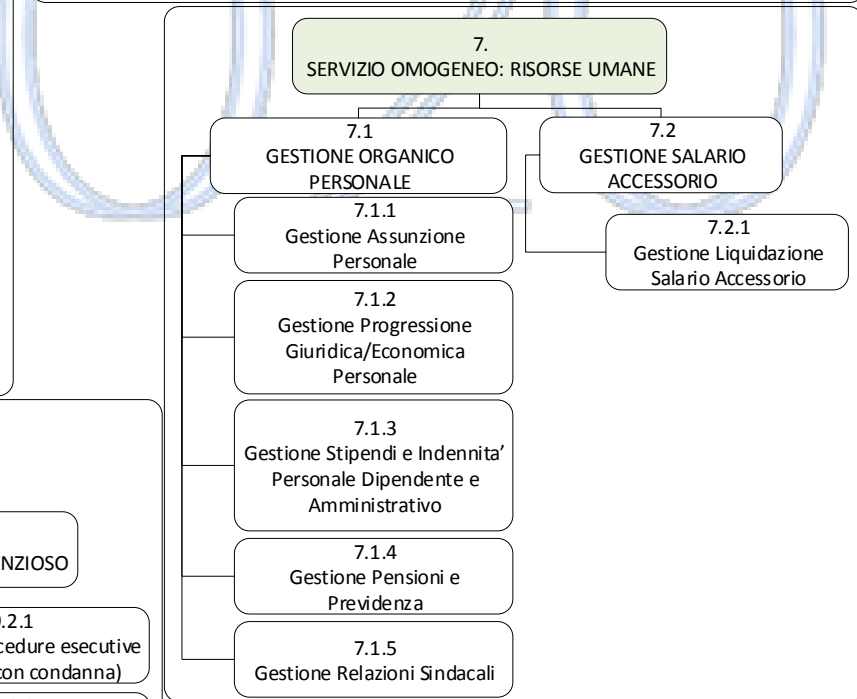 7.
SERVIZIO OMOGENEO: RISORSE UMANE
7.1
GESTIONE ORGANICO
PERSONALE
7.1.1
Gestione Assunzione
Personale
7.1.2
Gestione Progressione
Giuridica/Economica
Personale
7.1.3
Gestione Stipendi e Indennita’
Personale Dipendente e
Amministrativo
7.1.4
Gestione Pensioni e
Previdenza
7.1.5
Gestione Relazioni Sindacali
7.2
GESTIONE SALARIO
ACCESSORIO
7.2.1
Gestione Liquidazione
Salario Accessorio
NZIOSO
.2.1
cedure esecutive
con condanna)